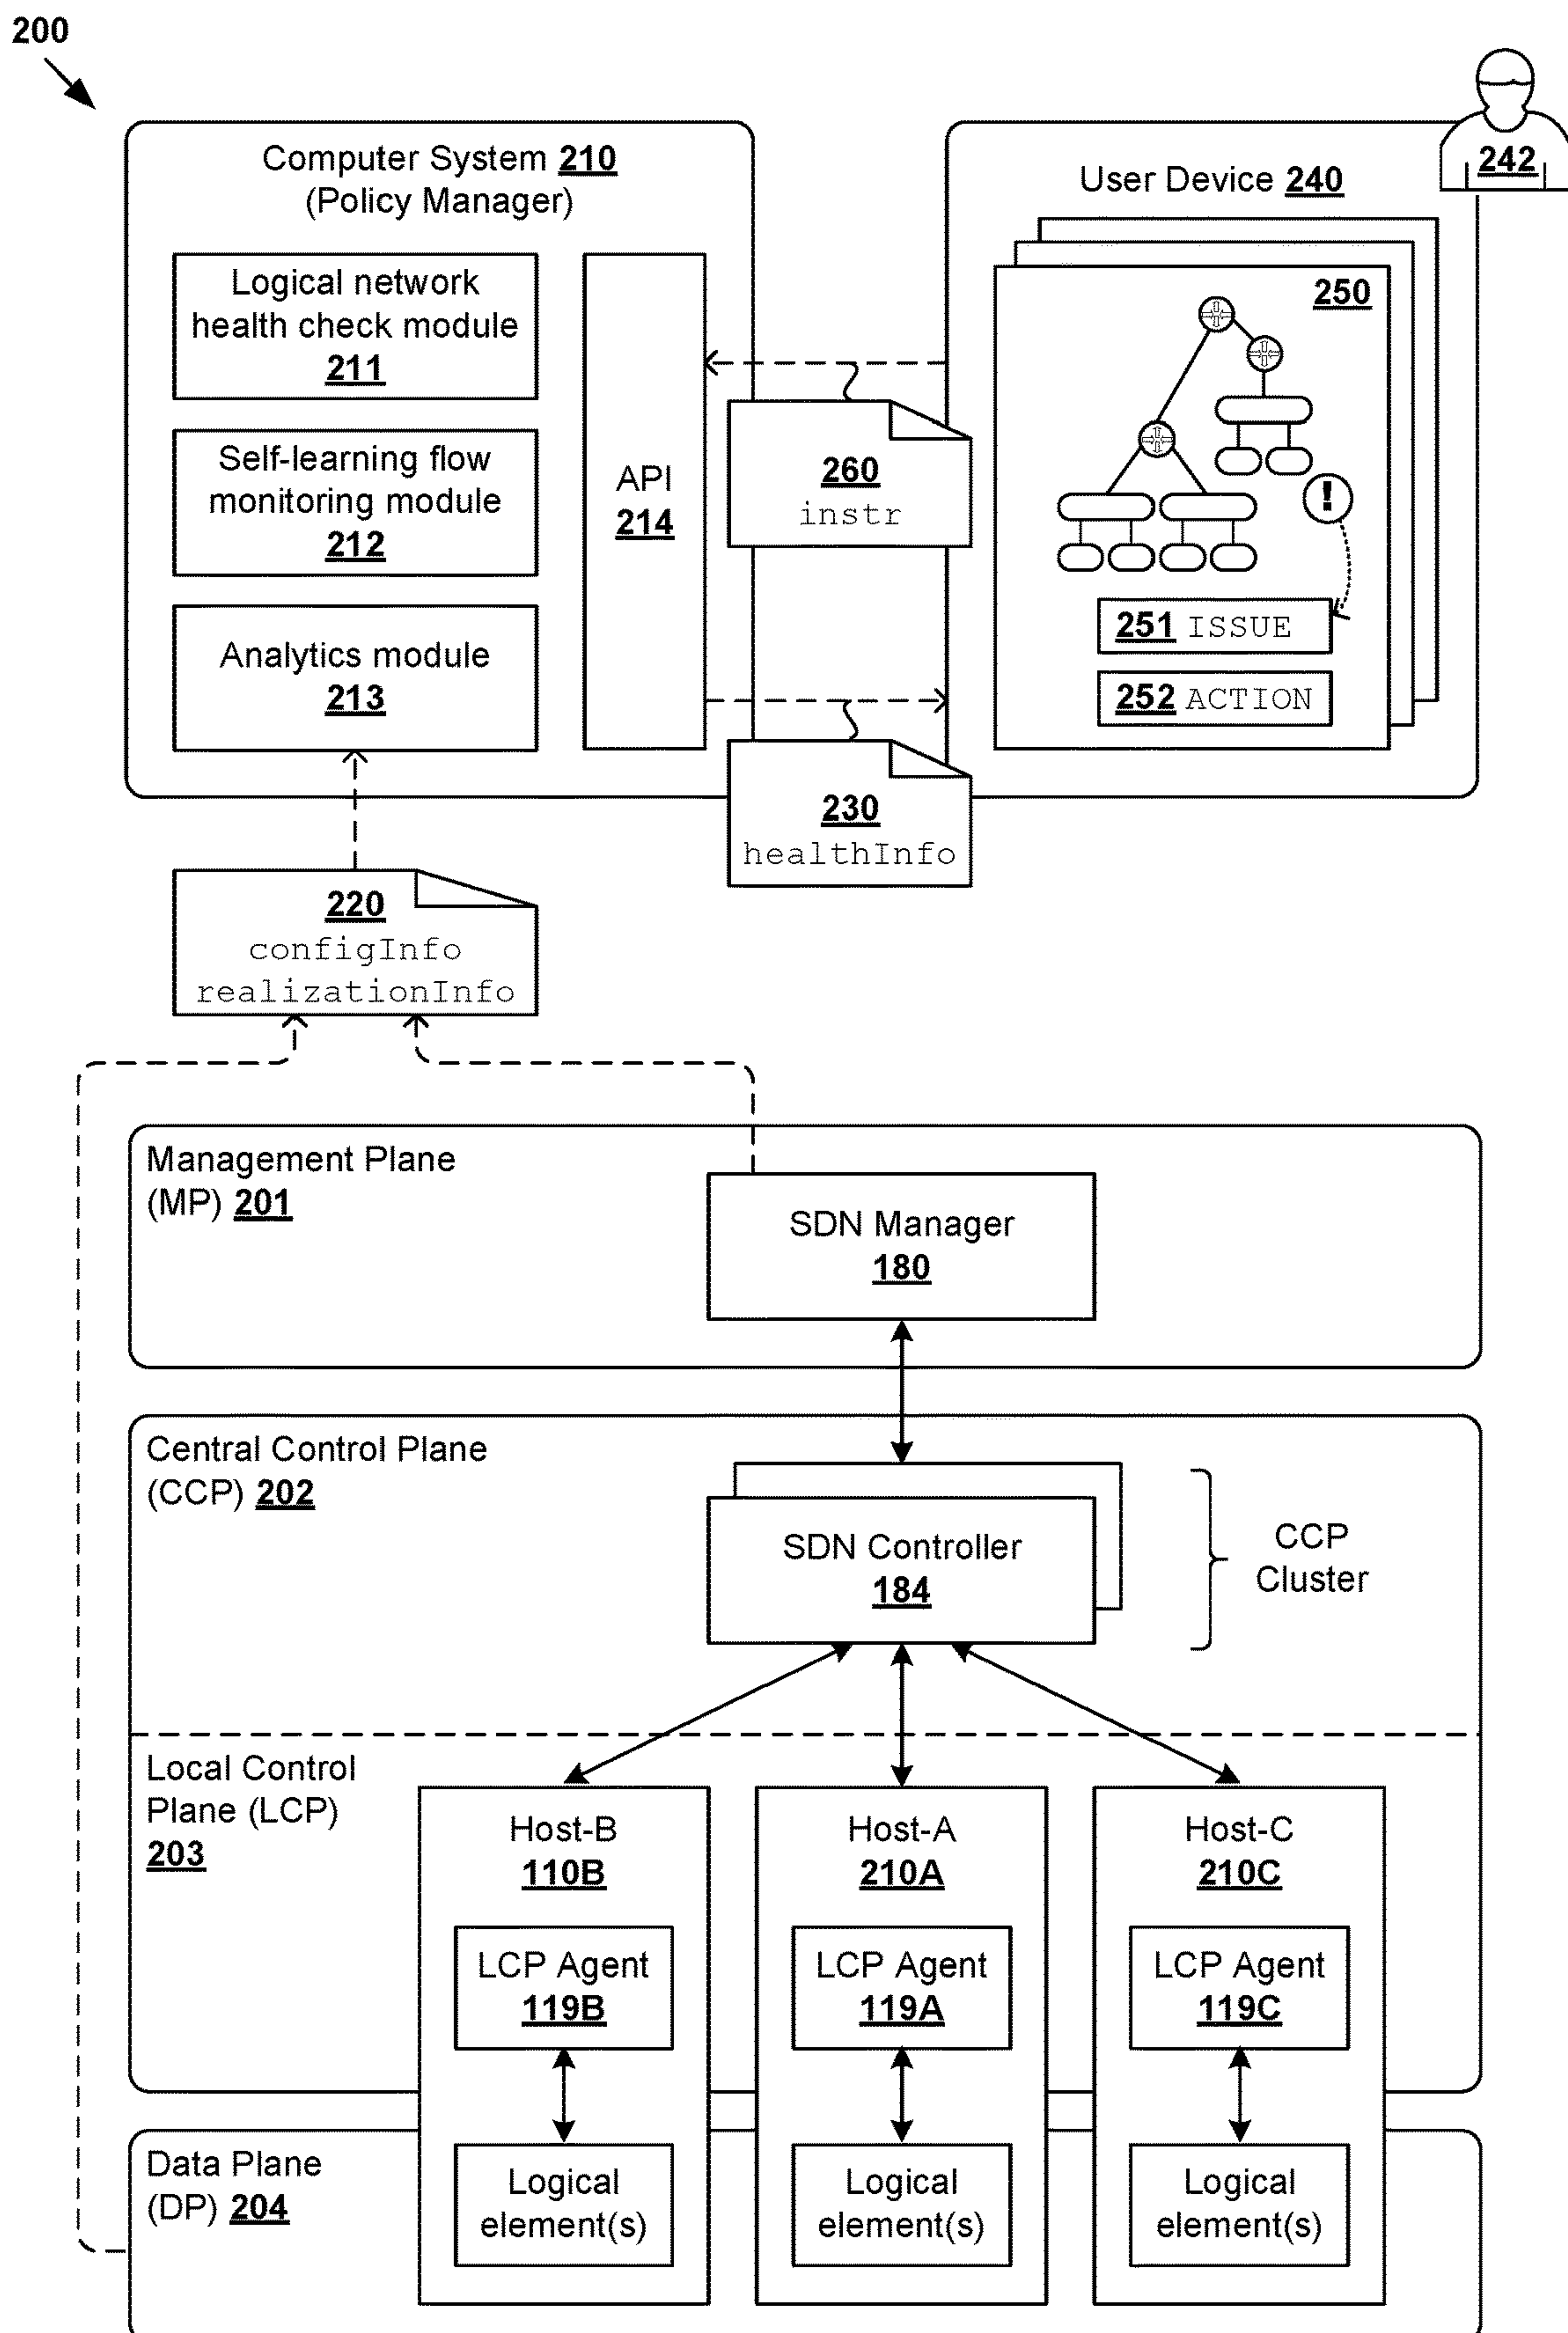 200
Computer System 210
(Policy Manager)
Logical network
health check module
211
Self-learning flow
monitoring module
212
Analytics module
213
API
214
260
instr
230
healthInfo
User Device 240
242
250
!
251 ISSUE
252 ACTION
220
configInfo
realizationInfo
Management Plane
(MP) 201
SDN Manager
180
Central Control Plane
(CCP) 202
SDN Controller
184
CCP
Cluster
Local Control
Plane (LCP)
203
Host-B
110B
LCP Agent
119B
Logical
element(s)
Host-A
210A
LCP Agent
119A
Logical
element(s)
Host-C
210C
LCP Agent
119C
Logical
element(s)
Data Plane
(DP) 204